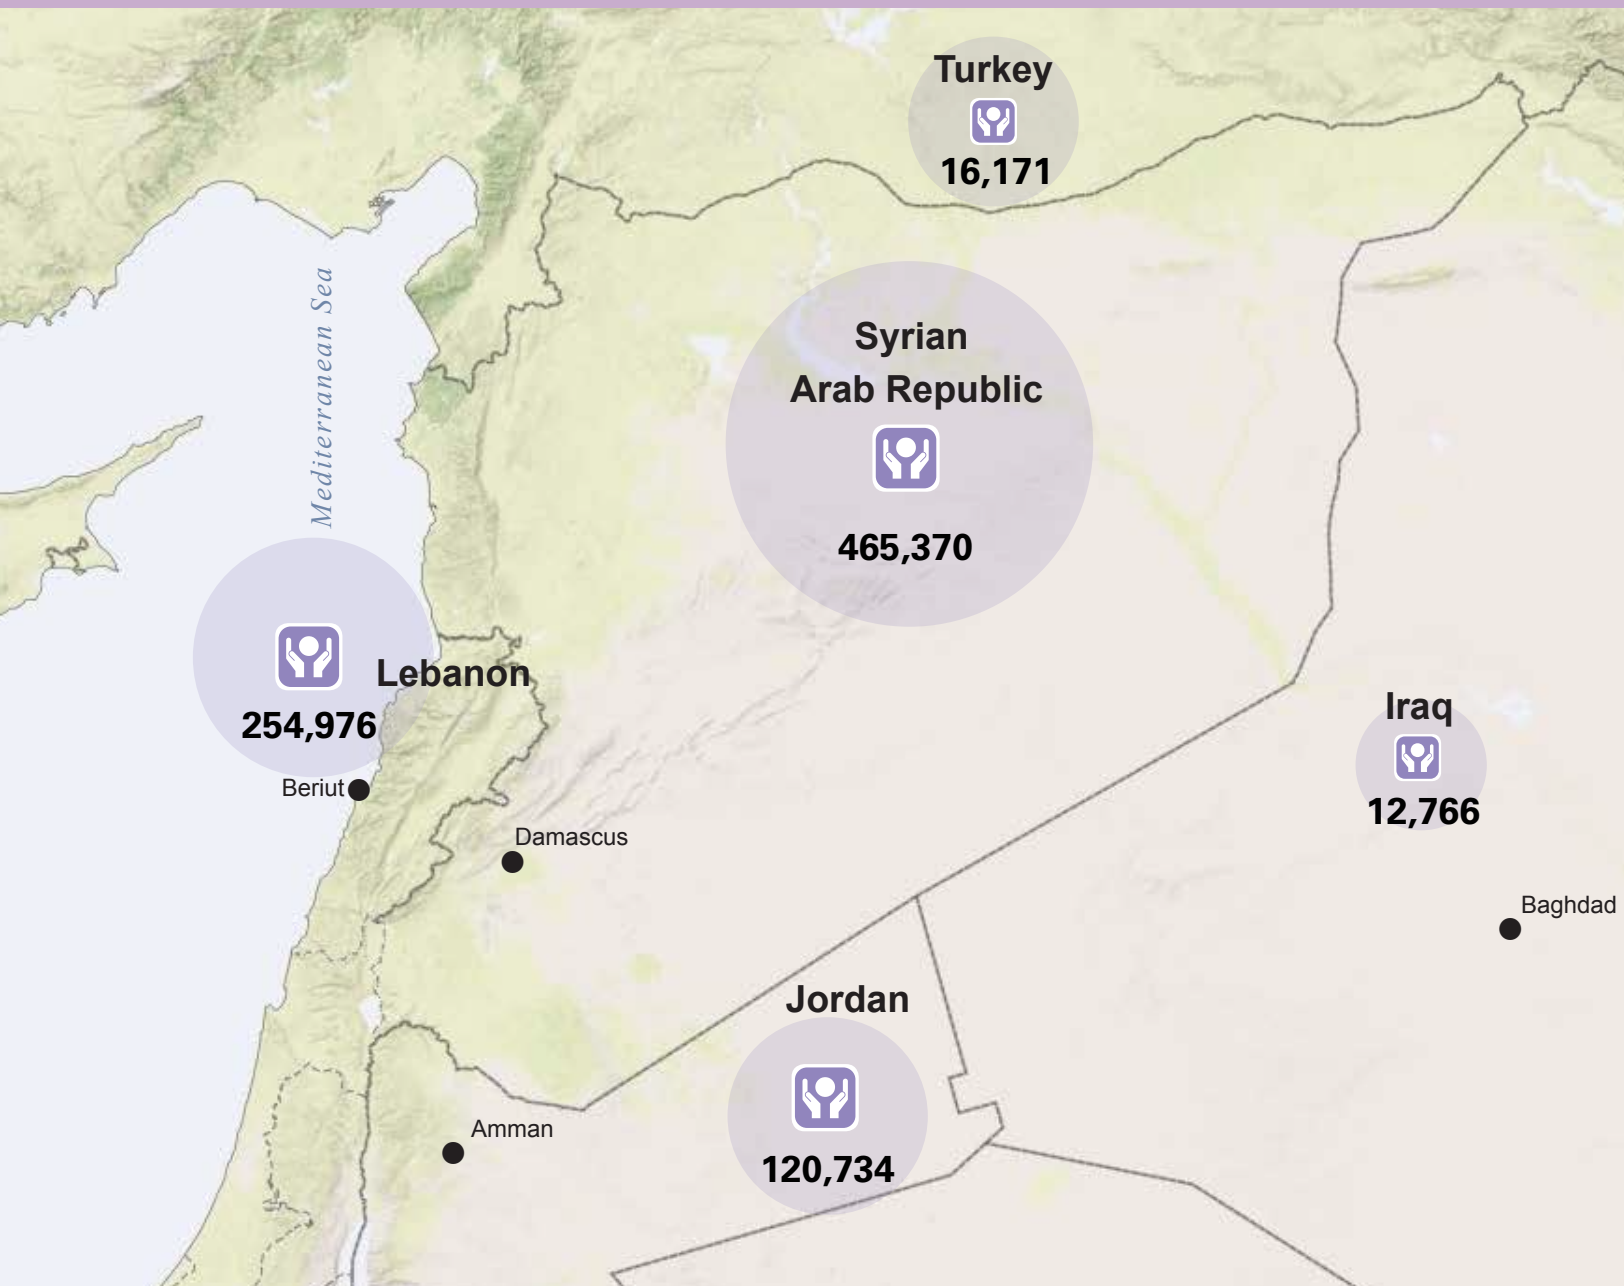 Turkey
16,171
Mediterranean Sea
Syrian
Arab Republic
465,370
Lebanon
254,976
Beriut
Iraq
12,766
Damascus
Baghdad
Jordan
120,734
Amman